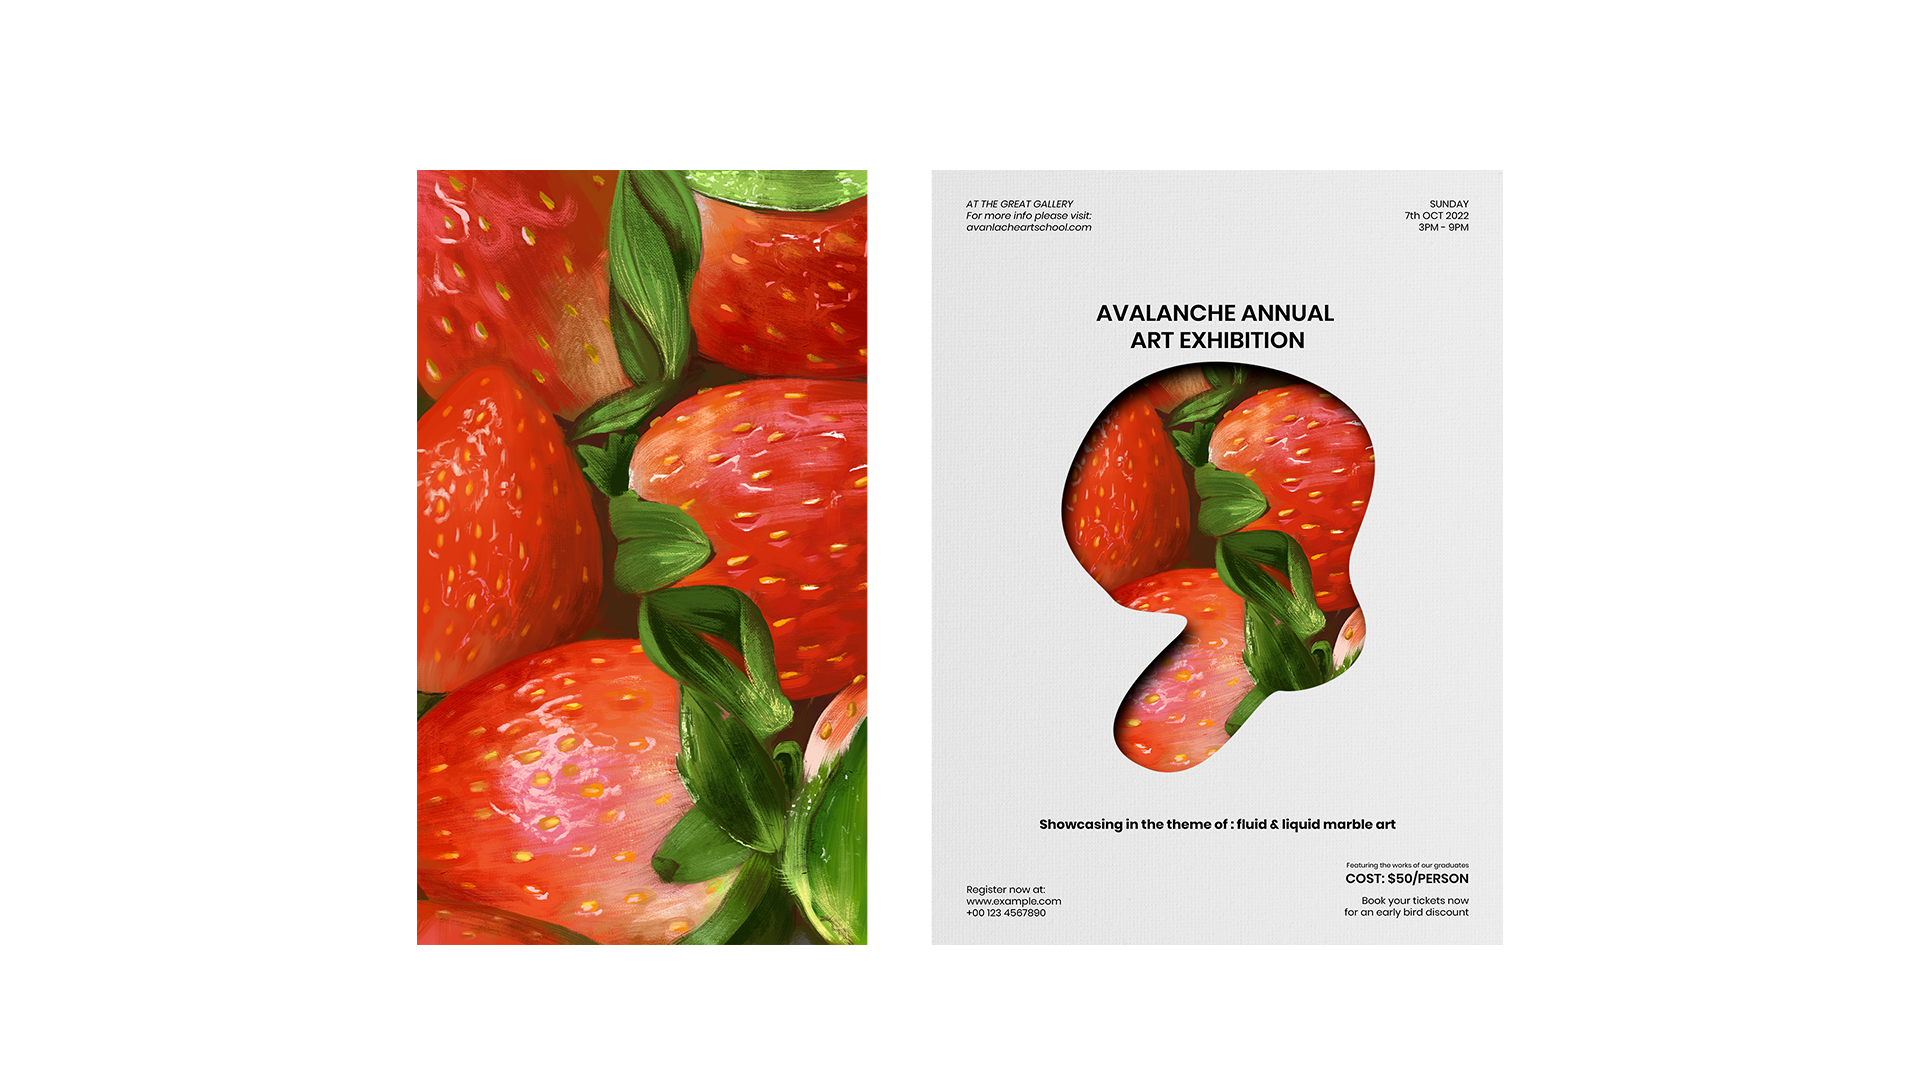 AT THE GREAT GALLERY
For more info please visit:
avanlacheartschool.com
SUNDAY
7th OCT 2022
3PM - 9PM
AVALANCHE ANNUAL
ART EXHIBITION
Showcasing in the theme of : fluid & liquid marble art
Featuring the works of our graduates
COST: $50/PERSON
Register now at:
www.example.com
+00 123 4567890
Book your tickets now
for an early bird discount